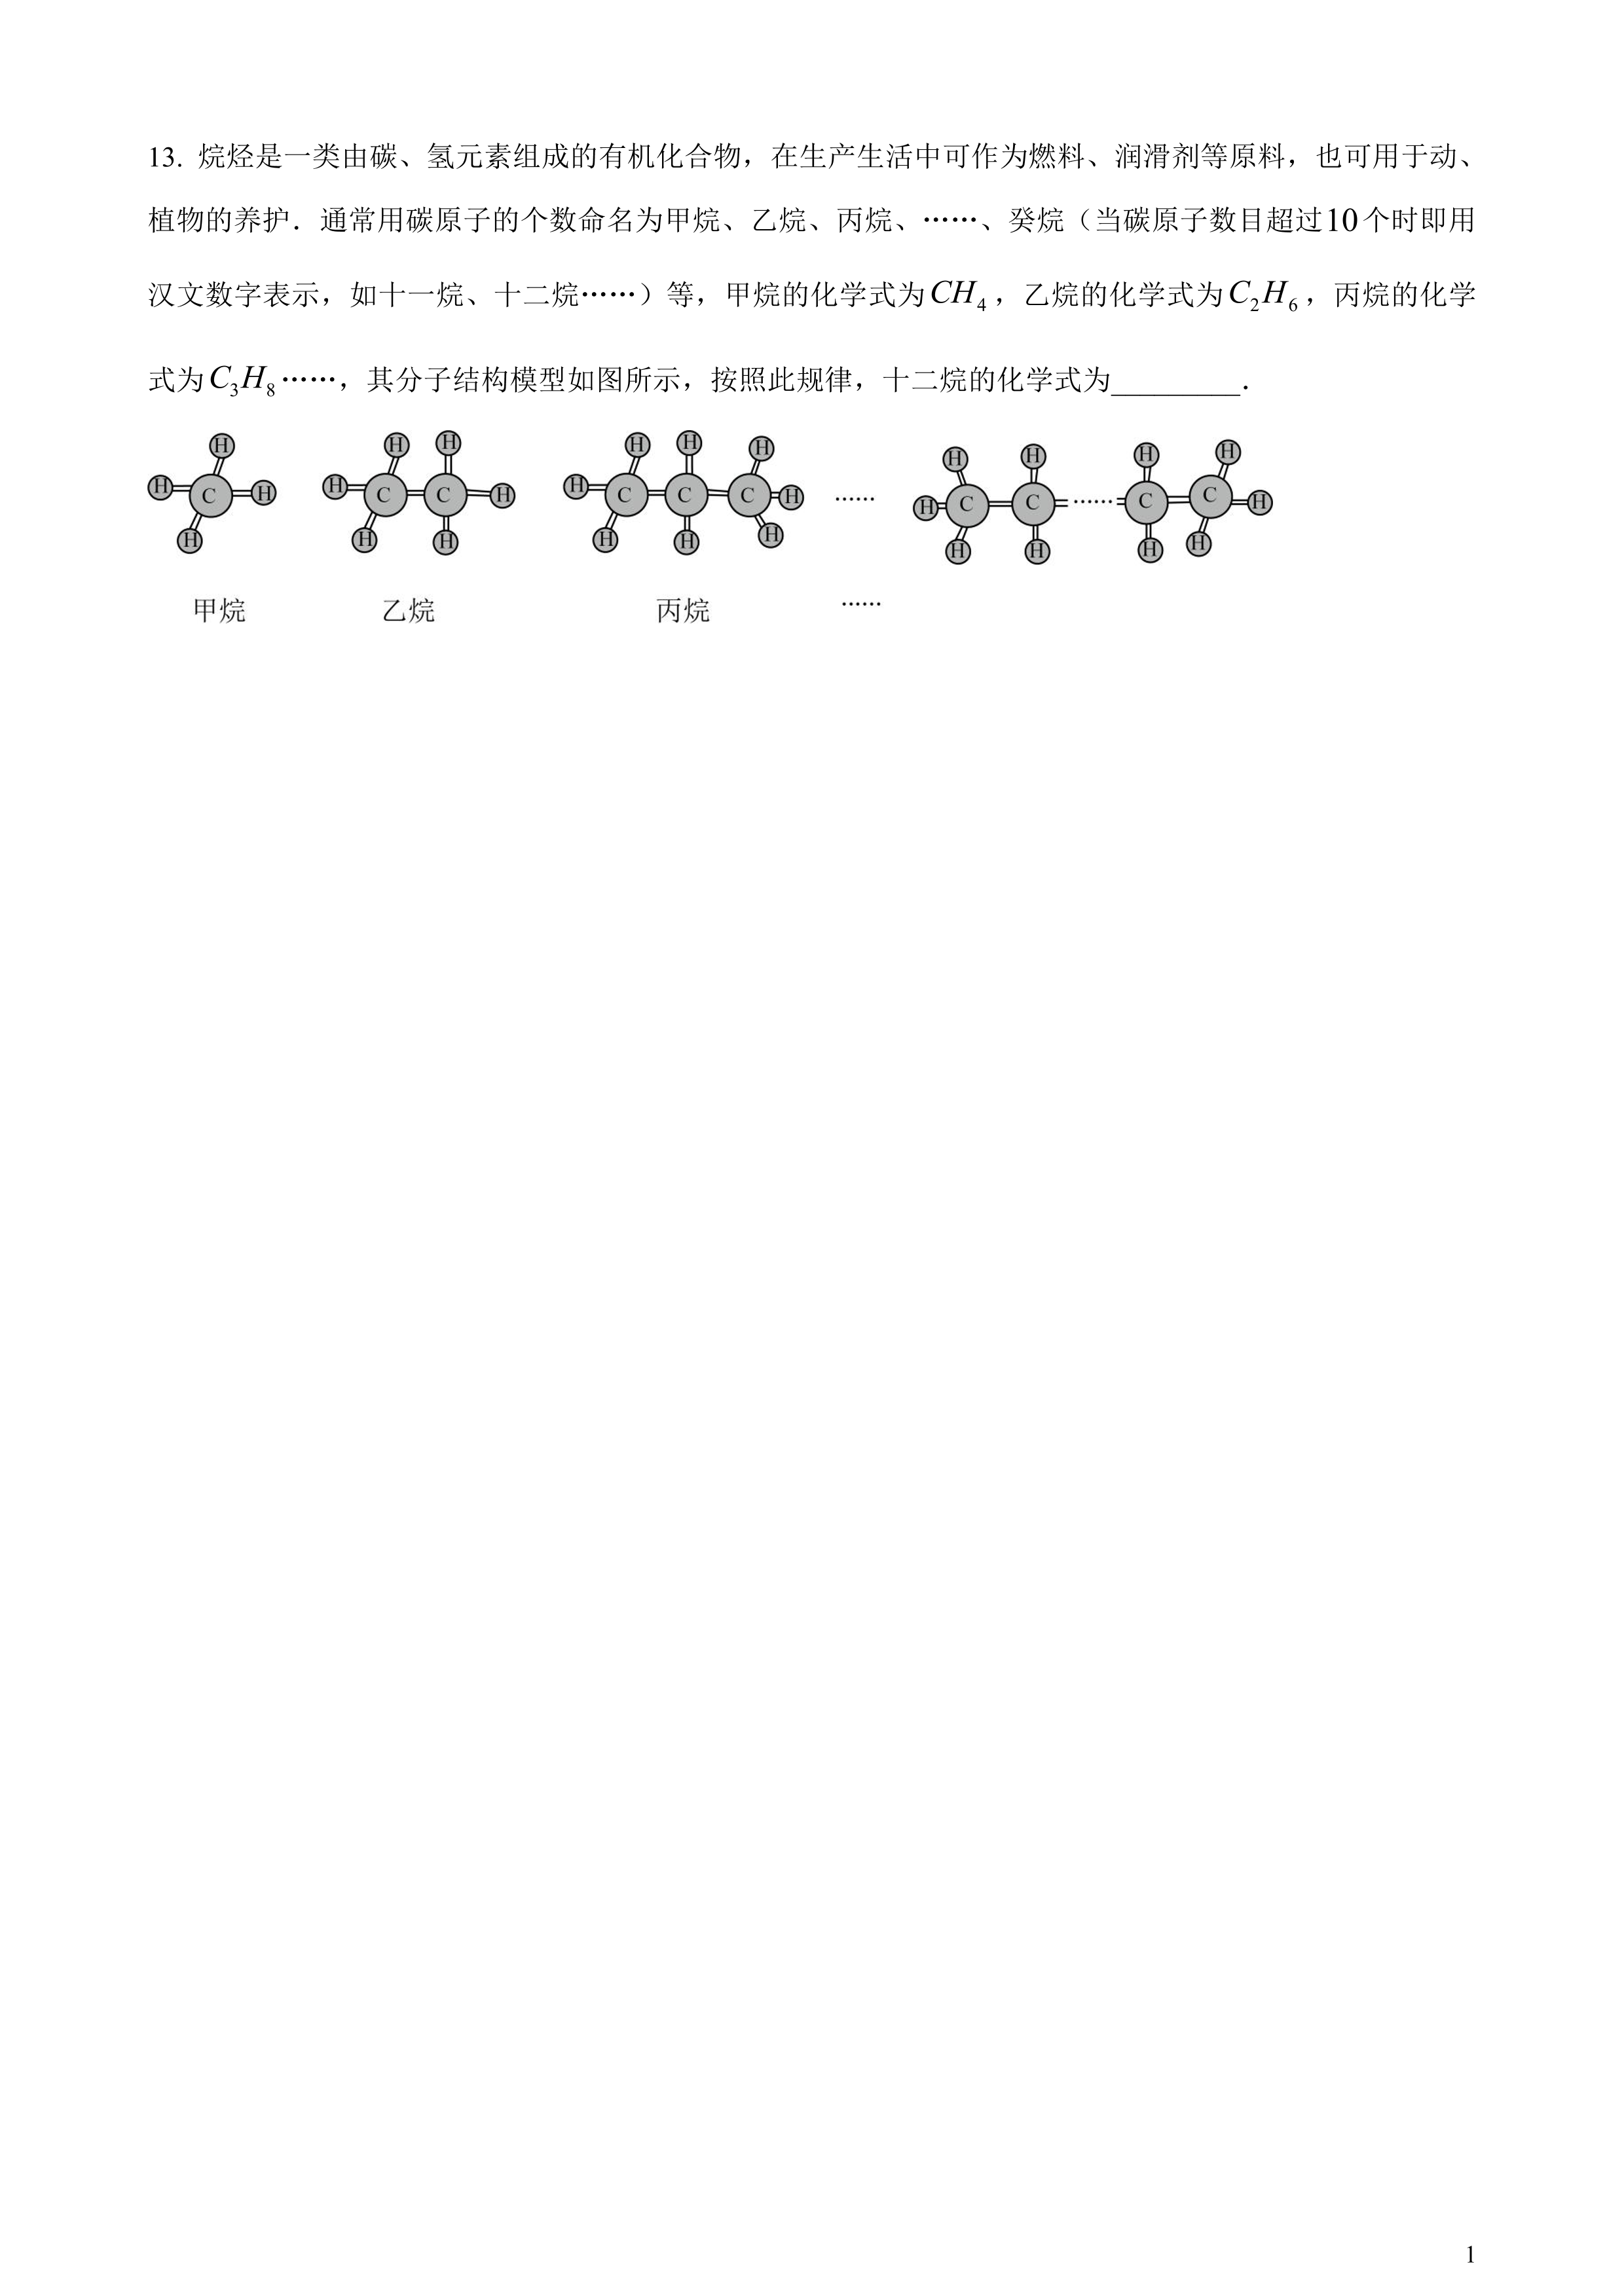 13. 烷烃是一类由碳、氢元素组成的有机化合物，在生产生活中可作为燃料、润滑剂等原料，也可用于动、
植物的养护．通常用碳原子的个数命名为甲烷、乙烷、丙烷、……、癸烷（当碳原子数目超过10个时即用
汉文数字表示，如十一烷、十二烷……）等，甲烷的化学式为CH₄，乙烷的化学式为C₂H₆，丙烷的化学
式为C₃H₈……，其分子结构模型如图所示，按照此规律，十二烷的化学式为_________．
H H H H H H H H H H
H C H H C C H H C C C H …… H C C …… C C H
H H H H H H H H H H
甲烷 乙烷 丙烷 ……
1